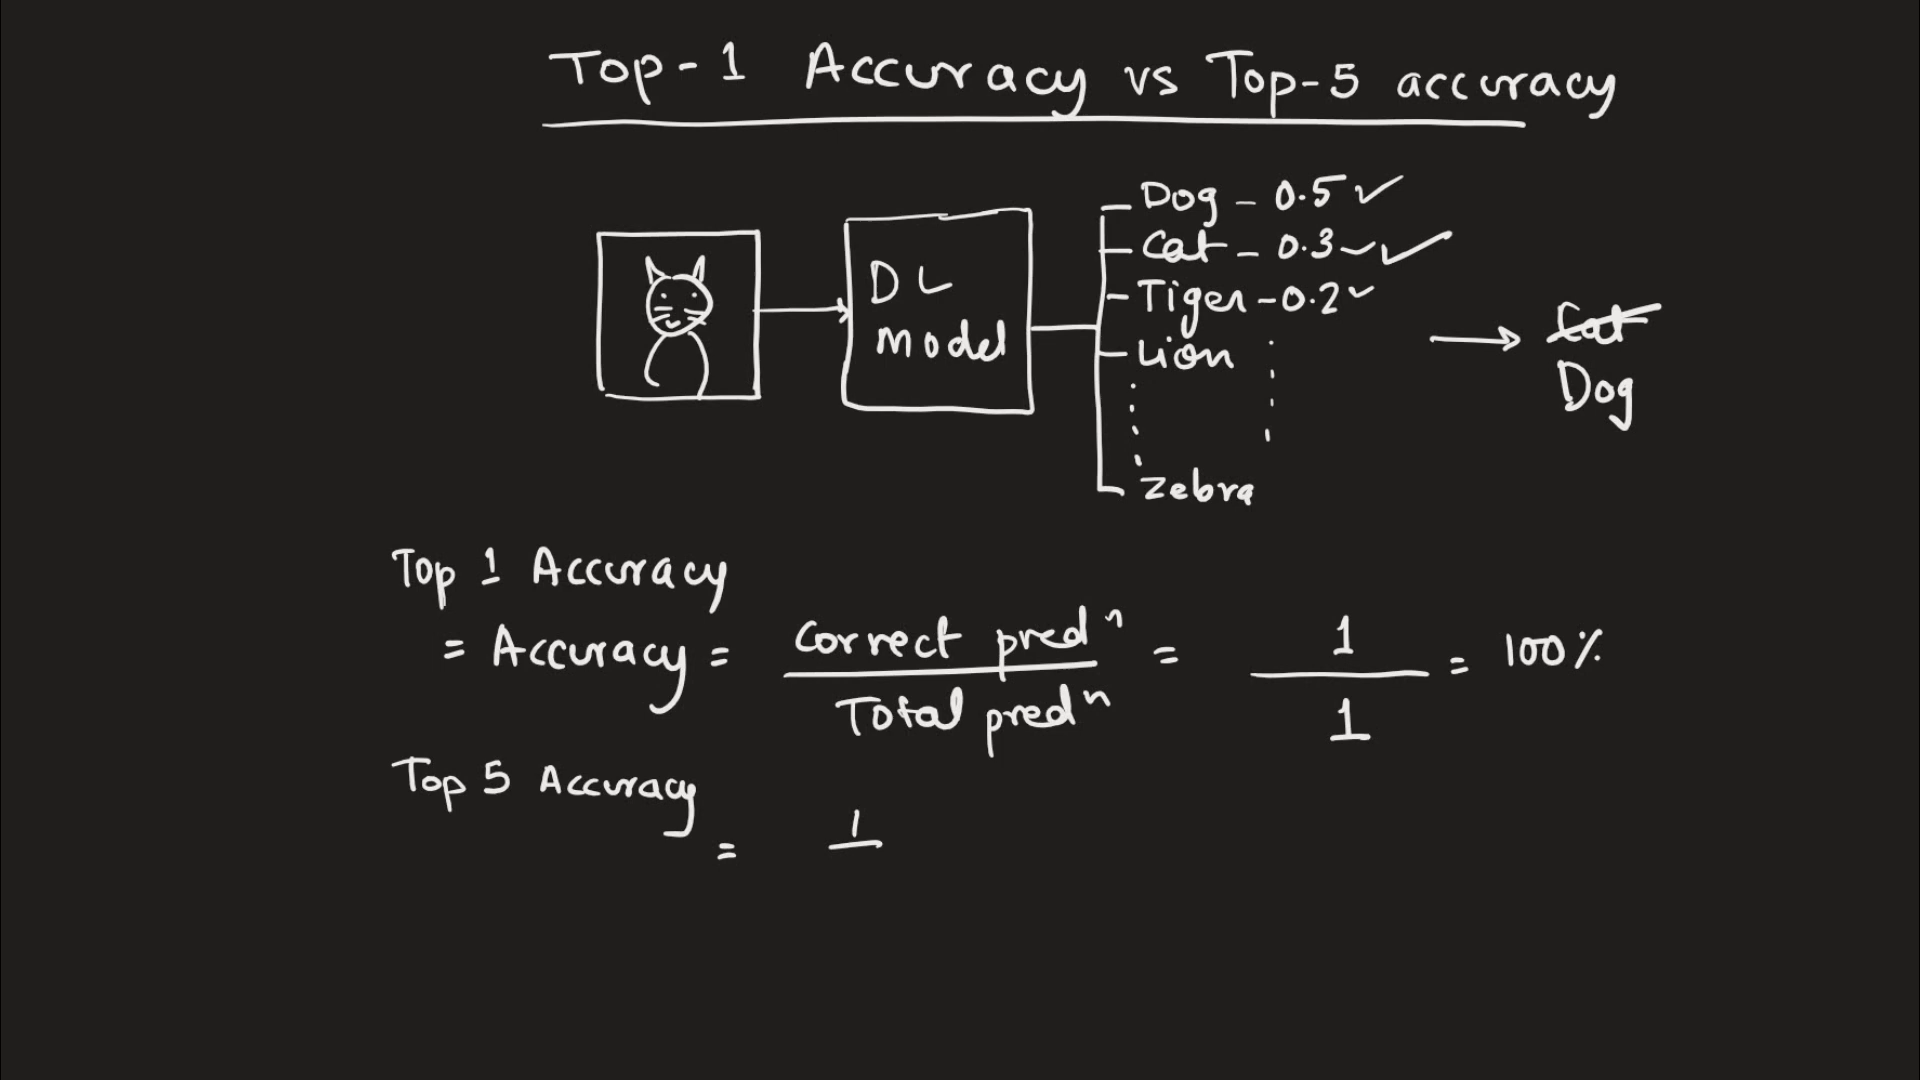 Top-1 Accuracy vs Top-5 accuracy
Dog - 0.5 ✓
Cat - 0.3 ✓
Tiger - 0.2 ✓
Lion
Zebra
DL
Model
Cat
Dog
Top 1 Accuracy
= Accuracy = Correct predⁿ / Total predⁿ = 1 / 1 = 100%
Top 5 Accuracy
= 1